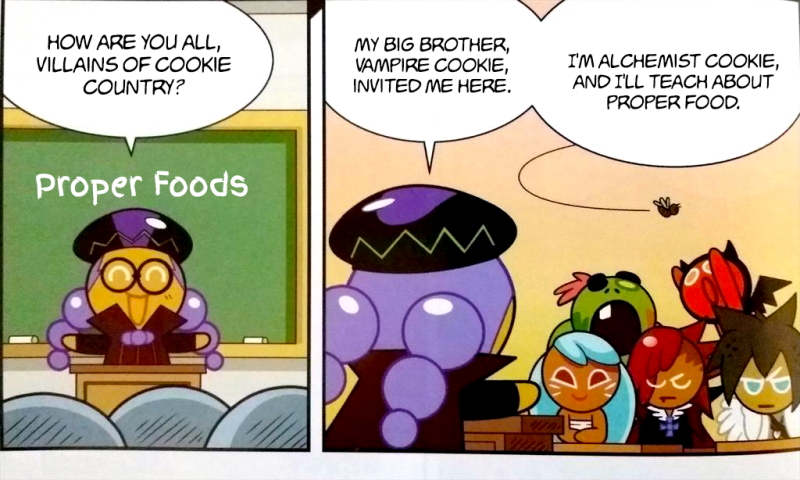 HOW ARE YOU ALL,
VILLAINS OF COOKIE
COUNTRY?
Proper Foods
MY BIG BROTHER,
VAMPIRE COOKIE,
INVITED ME HERE.
I'M ALCHEMIST COOKIE,
AND I'LL TEACH ABOUT
PROPER FOOD.